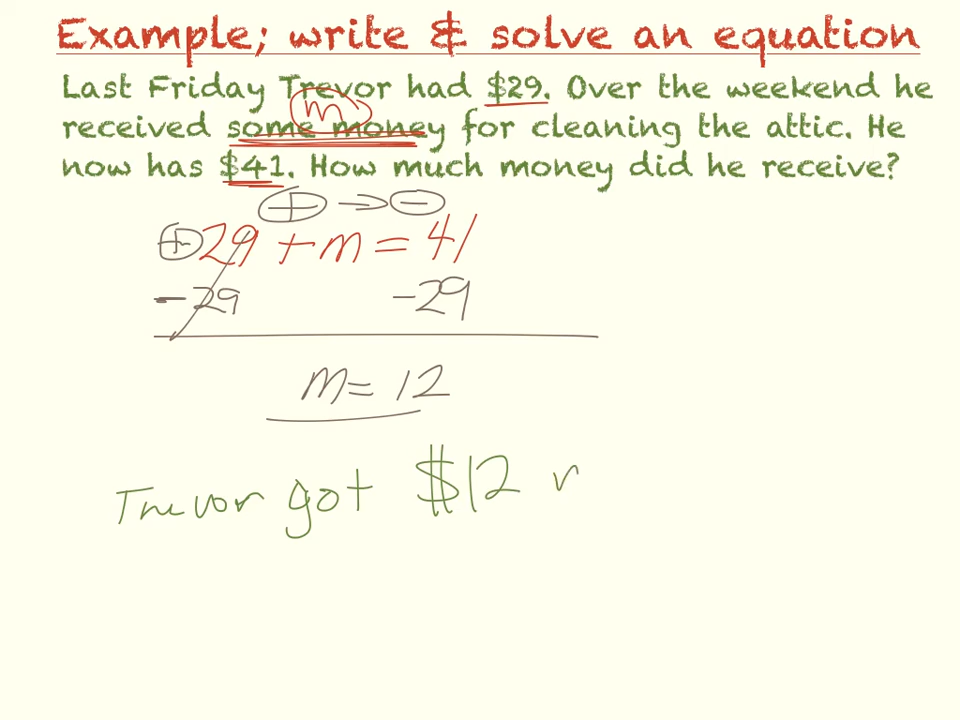 Example; write & solve an equation
Last Friday Trevor had $29. Over the weekend he
m
received some money for cleaning the attic. He
now has $41. How much money did he receive?
+ → -
+29 + m = 41
-29 -29
m = 12
Trevor got $12